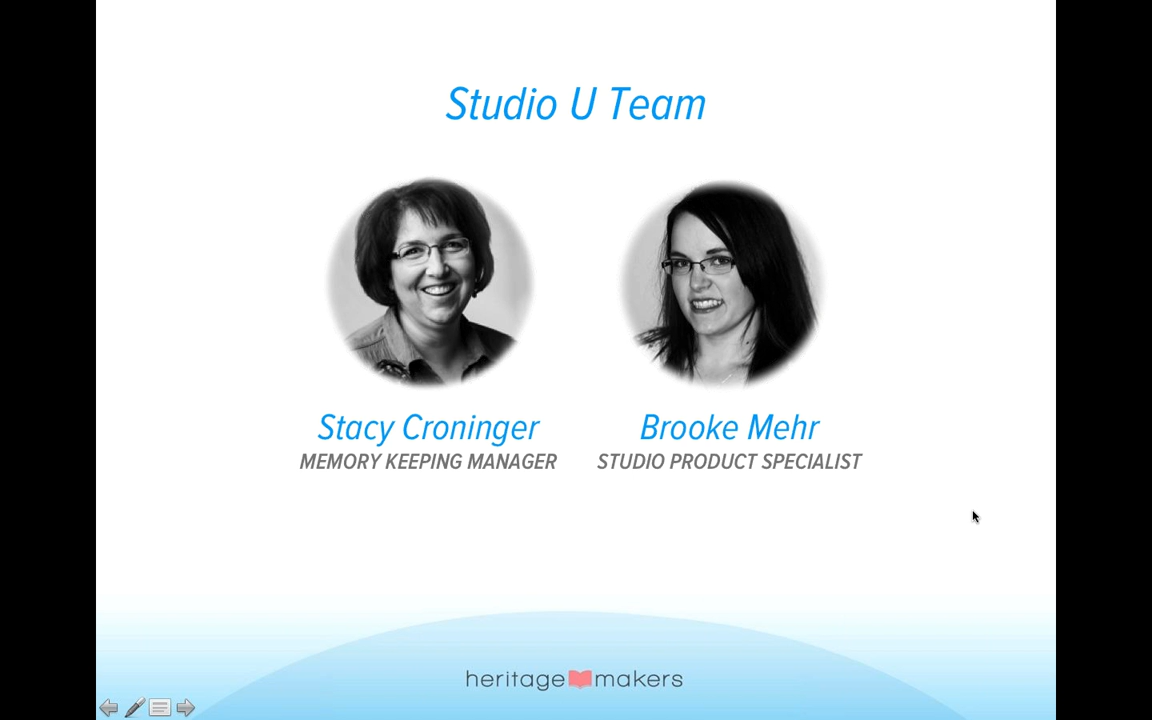 Studio U Team
Stacy Croninger
MEMORY KEEPING MANAGER
Brooke Mehr
STUDIO PRODUCT SPECIALIST
heritage makers